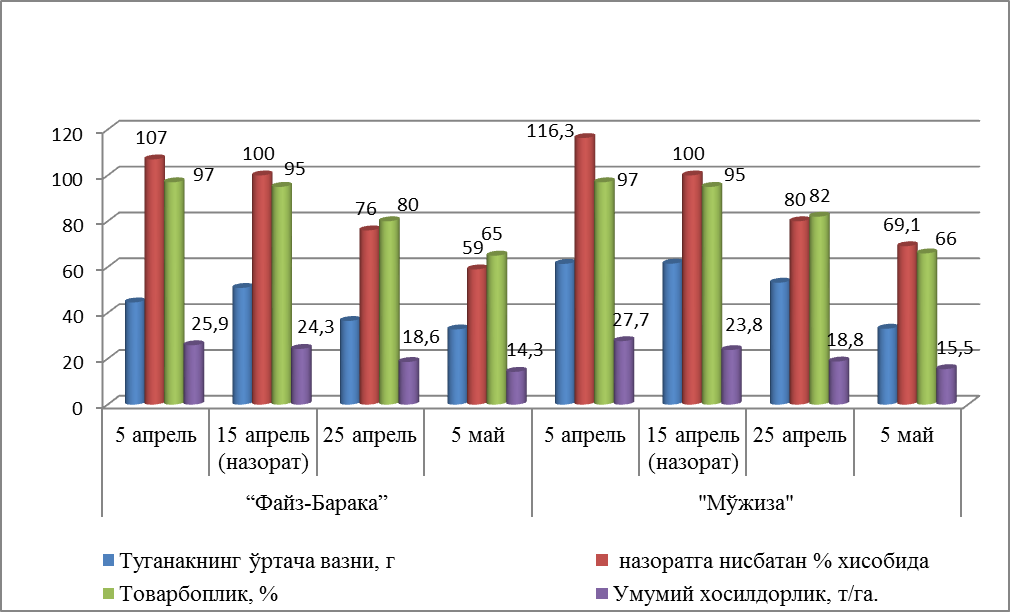 120
100
80
60
40
20
0
107
97
25,9
100
95
24,3
76
80
18,6
59
65
14,3
116,3
97
27,7
100
95
23,8
80
82
18,8
69,1
66
15,5
5 апрель
15 апрель
(назорат)
25 апрель
5 май
5 апрель
15 апрель
(назорат)
25 апрель
5 май
“Файз-Барака”
"Мўжиза"
Туганакнинг ўртача вазни, г
назоратга нисбатан % хисобида
Товарбоплик, %
Умумий хосилдорлик, т/га.